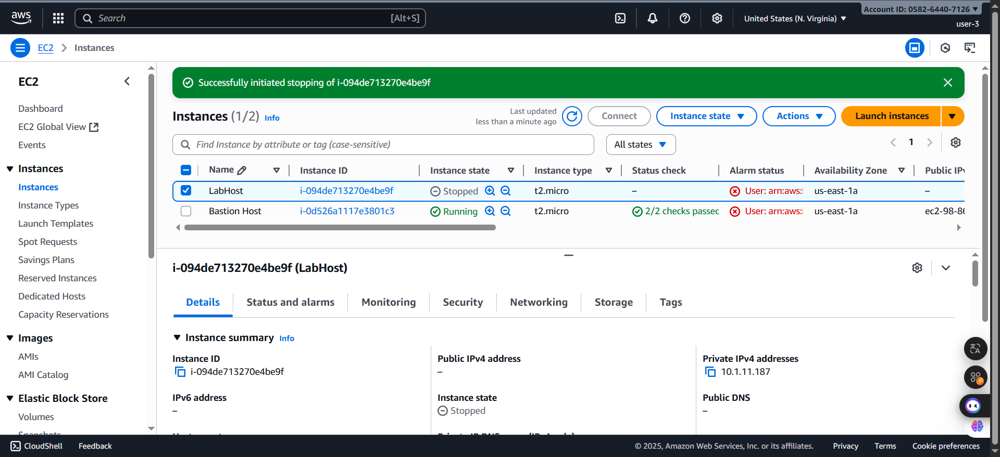 aws
Search
[Alt+S]
United States (N. Virginia)
Account ID: 0582-6440-7126
user-3
EC2
Instances
EC2
Dashboard
EC2 Global View
Events
Instances
Instances
Instance Types
Launch Templates
Spot Requests
Savings Plans
Reserved Instances
Dedicated Hosts
Capacity Reservations
Images
AMIs
AMI Catalog
Elastic Block Store
Volumes
Snapshots
Successfully initiated stopping of i-094de713270e4be9f
Instances (1/2) Info
Last updated
less than a minute ago
Connect
Instance state
Actions
Launch instances
Find Instance by attribute or tag (case-sensitive)
All states
1
Name Instance ID Instance state Instance type Status check Alarm status Availability Zone Public IPv
LabHost i-094de713270e4be9f Stopped t2.micro – User: arn:aws:i us-east-1a –
Bastion Host i-0d526a1117e3801c3 Running t2.micro 2/2 checks passed User: arn:aws:i us-east-1a ec2-98-86
i-094de713270e4be9f (LabHost)
Details Status and alarms Monitoring Security Networking Storage Tags
Instance summary Info
Instance ID
i-094de713270e4be9f
Public IPv4 address
–
Private IPv4 addresses
10.1.11.187
IPv6 address
–
Instance state
Stopped
Public DNS
–
CloudShell Feedback
© 2025, Amazon Web Services, Inc. or its affiliates. Privacy Terms Cookie preferences